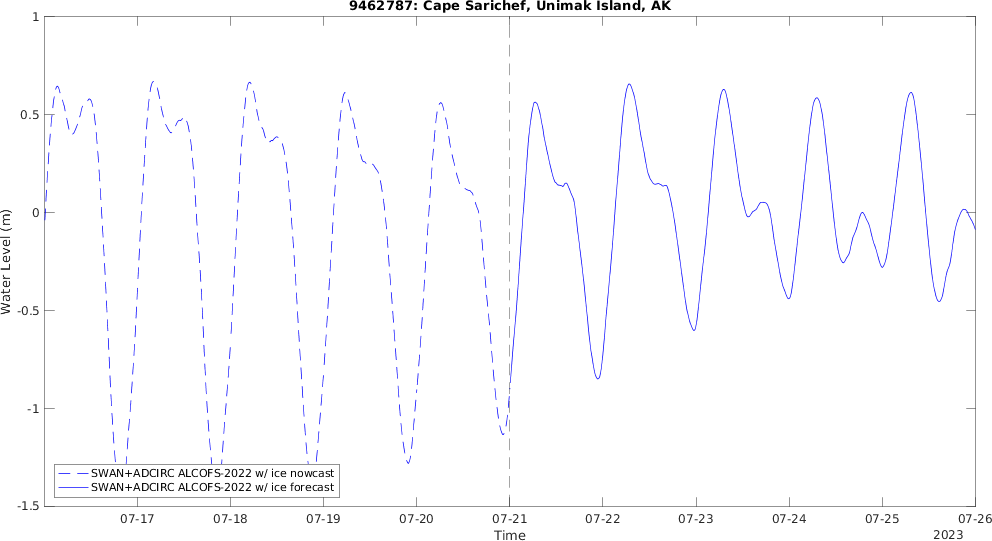 9462787: Cape Sarichef, Unimak Island, AK
1
0.5
0
-0.5
-1
-1.5
Water Level (m)
SWAN+ADCIRC ALCOFS-2022 w/ ice nowcast
SWAN+ADCIRC ALCOFS-2022 w/ ice forecast
07-17 07-18 07-19 07-20 07-21 07-22 07-23 07-24 07-25 07-26
Time
2023